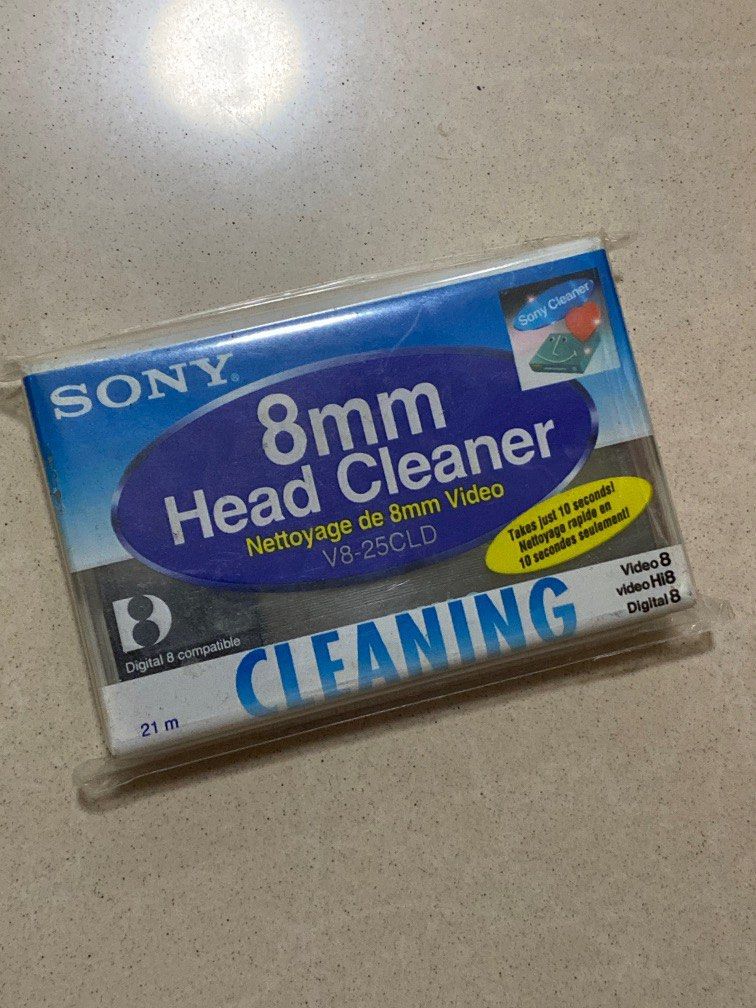 Sony Cleaner
SONY®
8mm
Head Cleaner
Nettoyage de 8mm Video
V8-25CLD
Takes just 10 seconds!
Nettoyage rapide en
10 secondes seulement!
Video 8
video Hi8
Digital 8
8
Digital 8 compatible
CLEANING
21 m